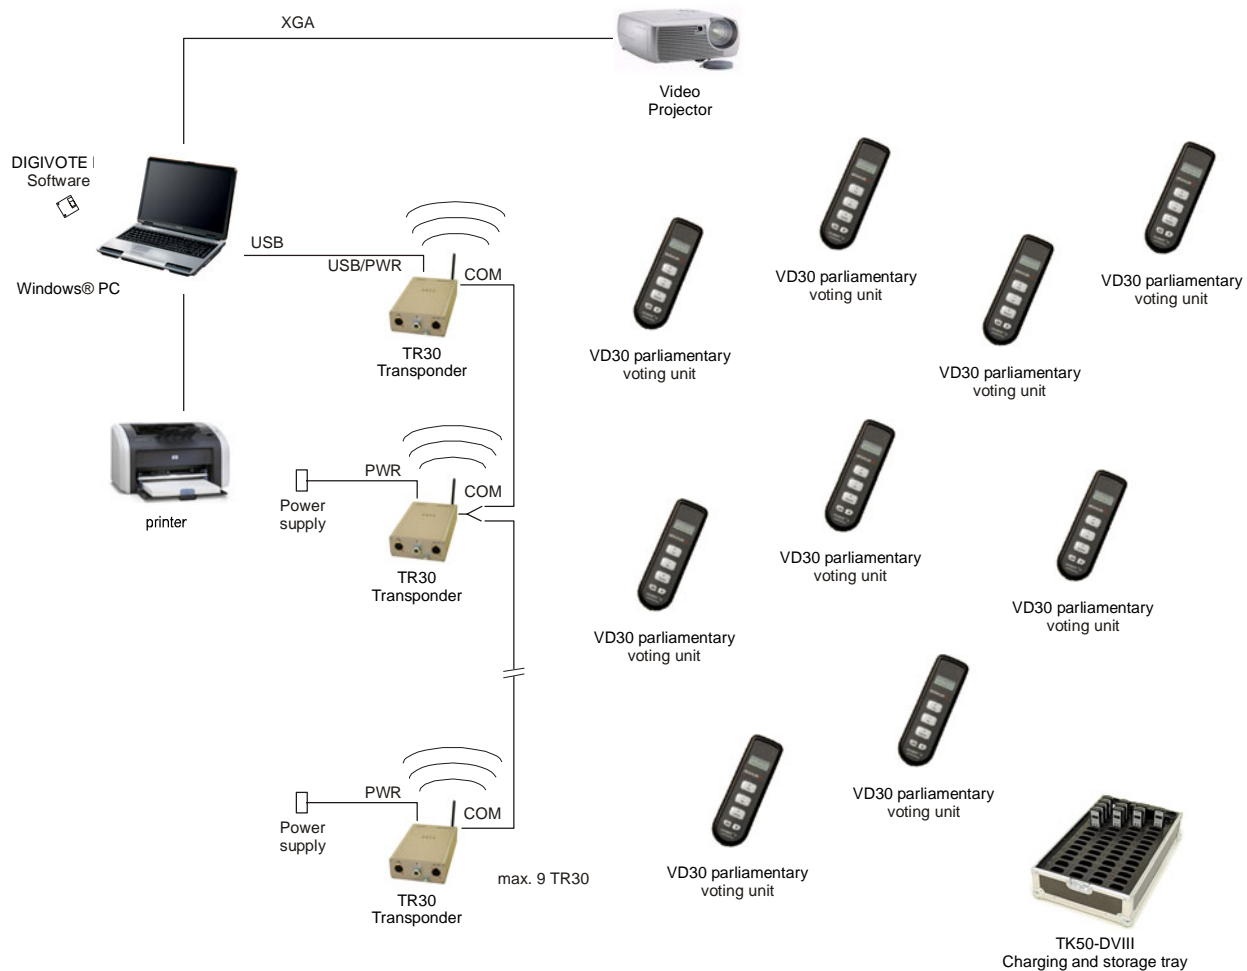 XGA
Video
Projector
DIGIVOTE
Software
Windows® PC
USB
USB/PWR
COM
TR30
Transponder
VD30 parliamentary
voting unit
VD30 parliamentary
voting unit
VD30 parliamentary
voting unit
VD30 parliamentary
voting unit
printer
Power
supply
PWR
COM
TR30
Transponder
VD30 parliamentary
voting unit
VD30 parliamentary
voting unit
VD30 parliamentary
voting unit
Power
supply
PWR
COM
TR30
Transponder
max. 9 TR30
VD30 parliamentary
voting unit
VD30 parliamentary
voting unit
TK50-DVIII
Charging and storage tray